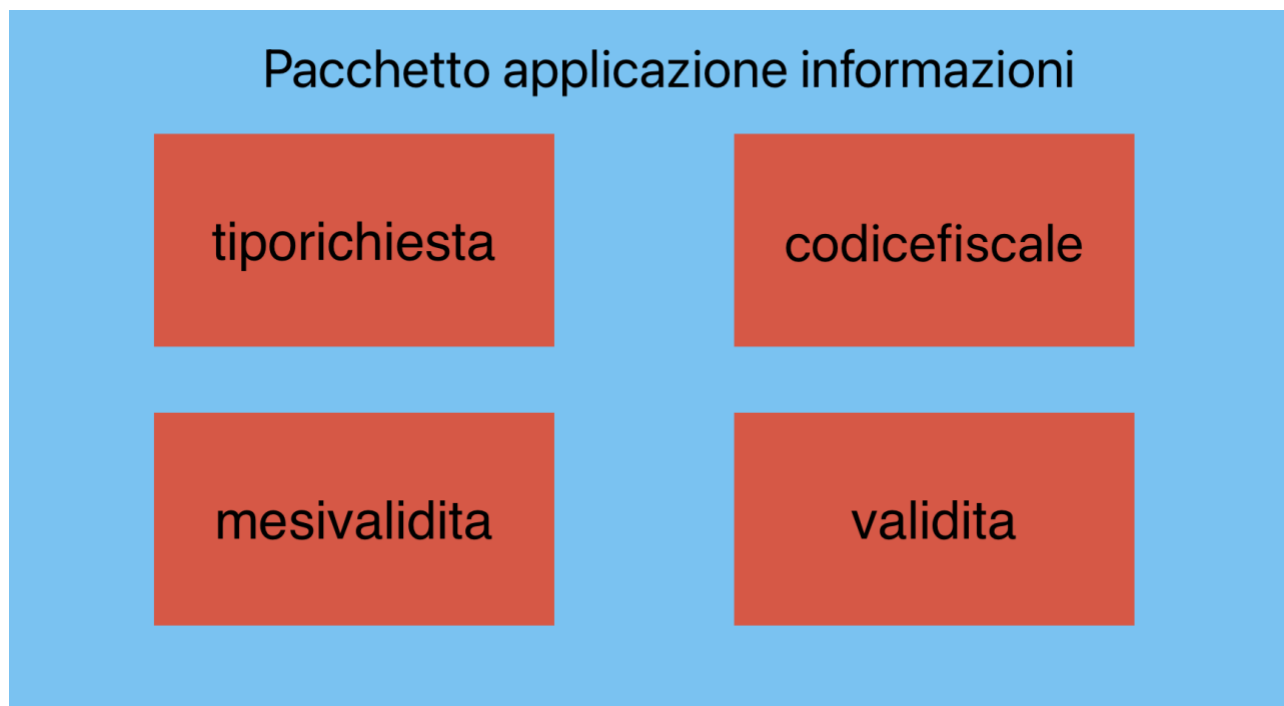 Pacchetto applicazione informazioni
tiporichiesta
codicefiscale
mesivalidita
validita